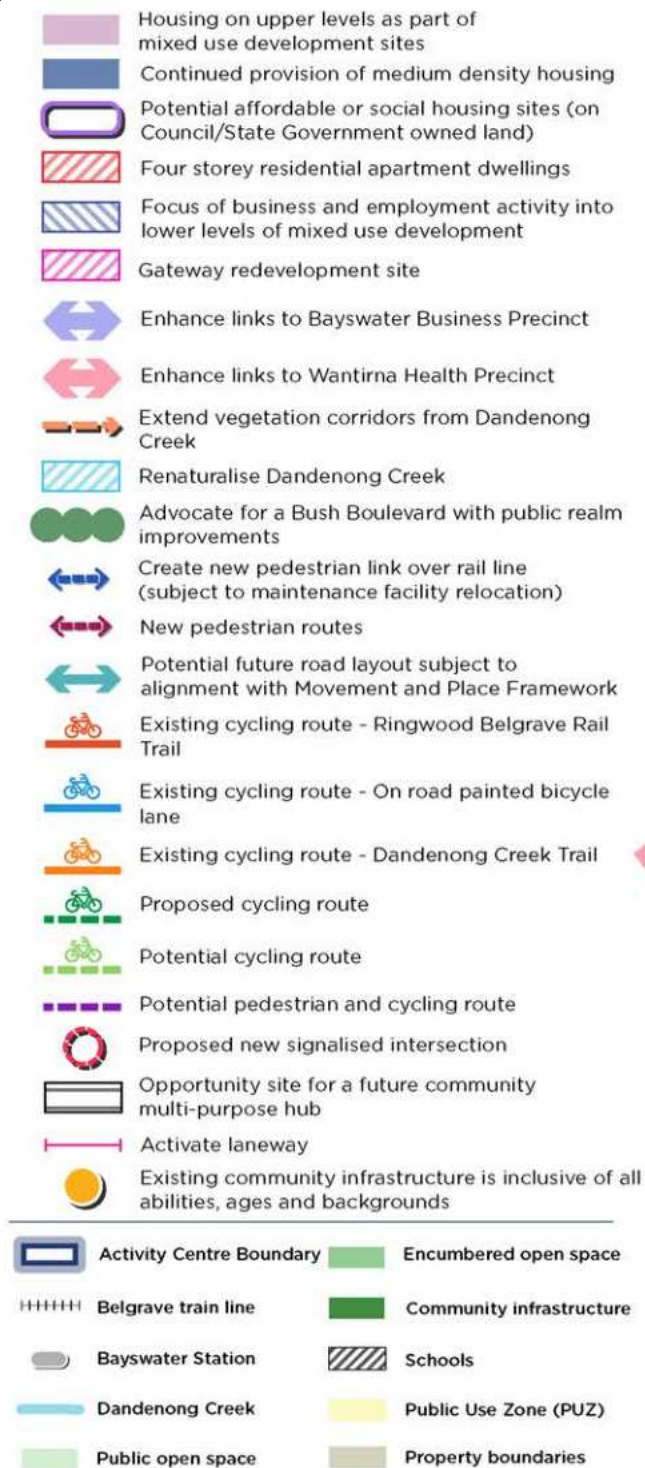 Housing on upper levels as part of
mixed use development sites
Continued provision of medium density housing
Potential affordable or social housing sites (on
Council/State Government owned land)
Four storey residential apartment dwellings
Focus of business and employment activity into
lower levels of mixed use development
Gateway redevelopment site
Enhance links to Bayswater Business Precinct
Enhance links to Wantirna Health Precinct
Extend vegetation corridors from Dandenong
Creek
Renaturalise Dandenong Creek
Advocate for a Bush Boulevard with public realm
improvements
Create new pedestrian link over rail line
(subject to maintenance facility relocation)
New pedestrian routes
Potential future road layout subject to
alignment with Movement and Place Framework
Existing cycling route - Ringwood Belgrave Rail
Trail
Existing cycling route - On road painted bicycle
lane
Existing cycling route - Dandenong Creek Trail
Proposed cycling route
Potential cycling route
Potential pedestrian and cycling route
Proposed new signalised intersection
Opportunity site for a future community
multi-purpose hub
Activate laneway
Existing community infrastructure is inclusive of all
abilities, ages and backgrounds
Activity Centre Boundary
Belgrave train line
Bayswater Station
Dandenong Creek
Public open space
Encumbered open space
Community infrastructure
Schools
Public Use Zone (PUZ)
Property boundaries